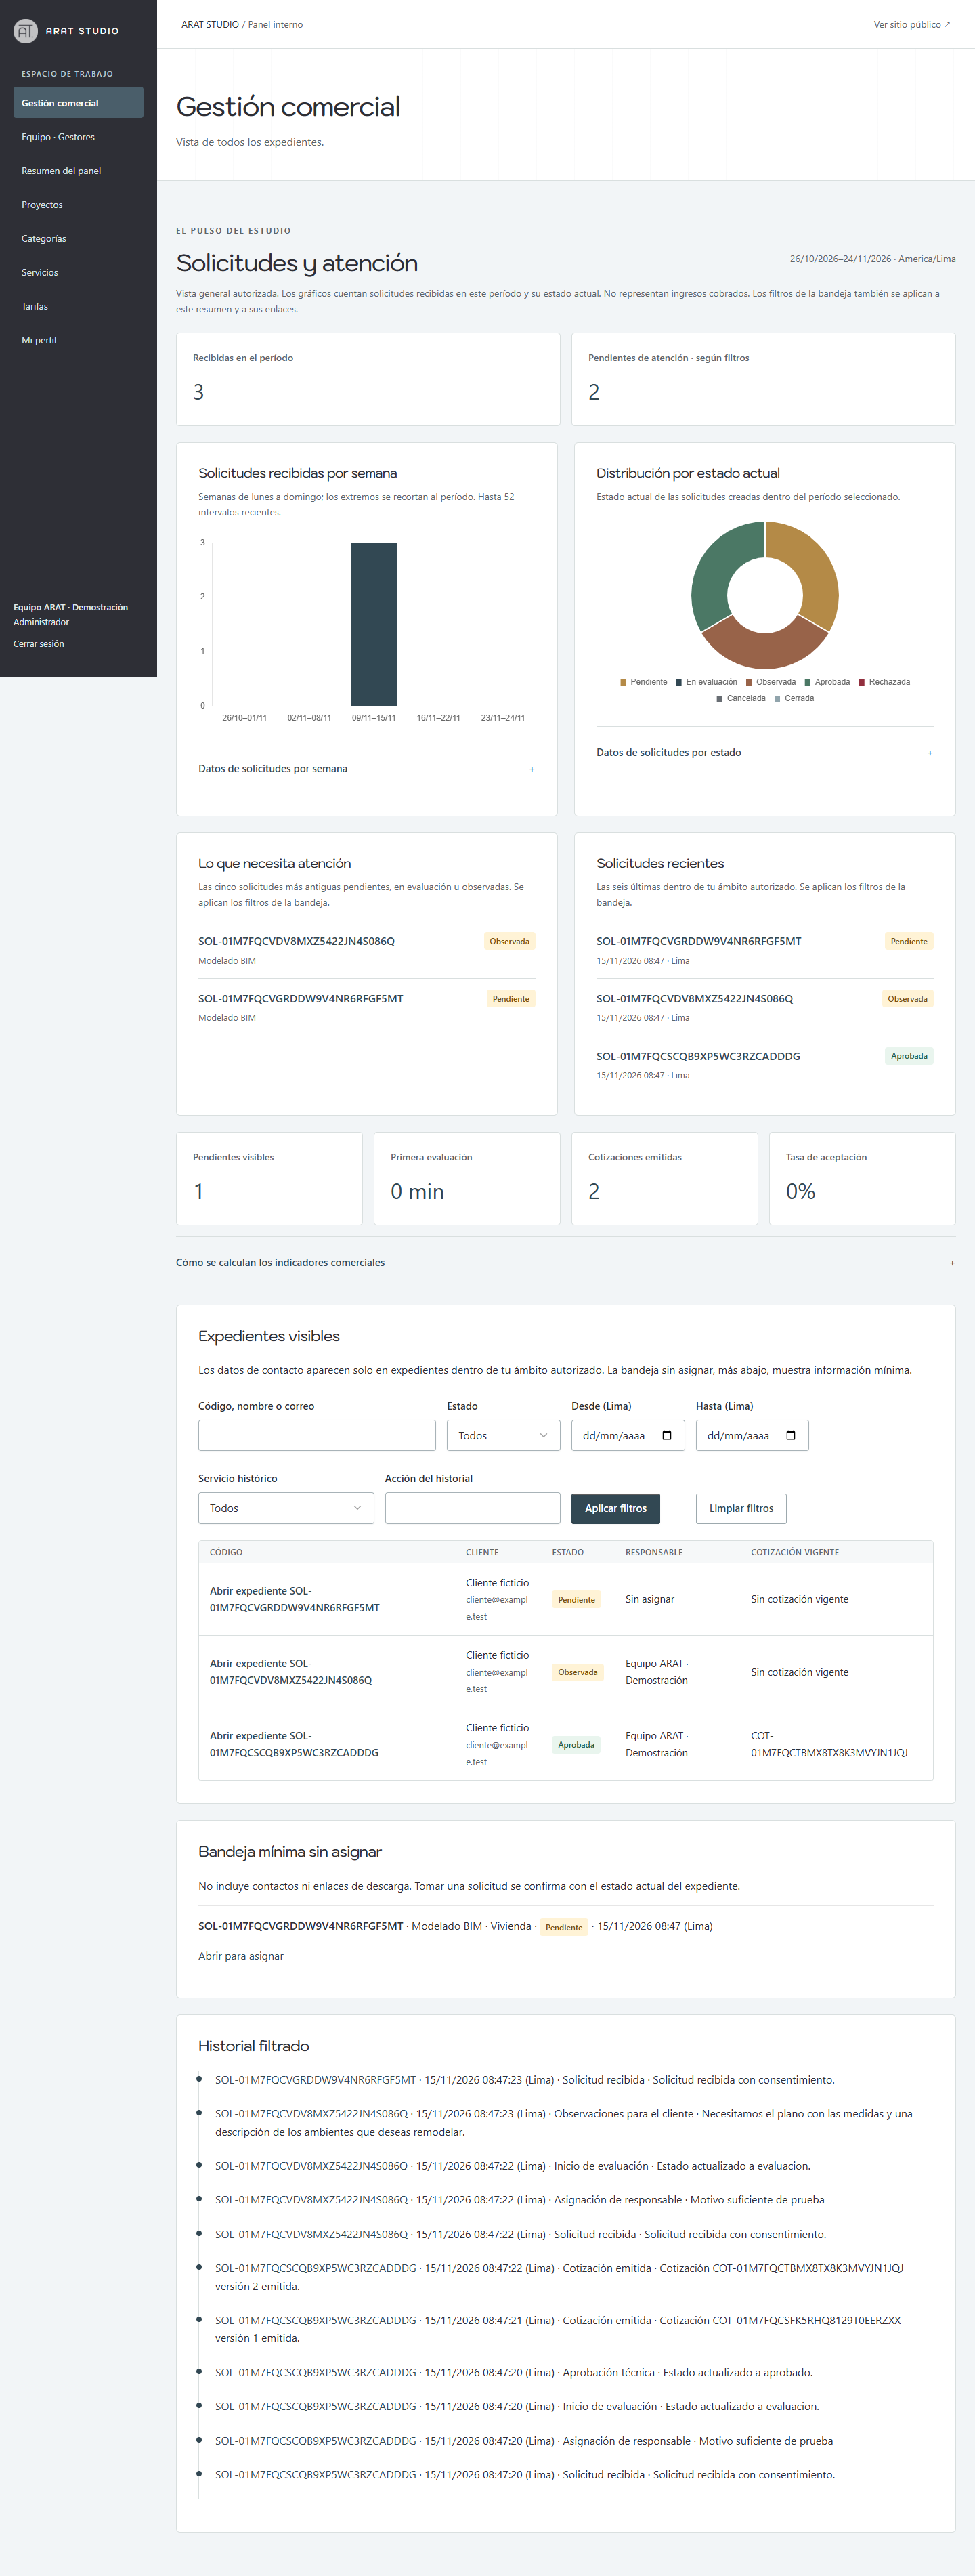 ARAT STUDIO
ESPACIO DE TRABAJO
Gestión comercial
Equipo · Gestores
Resumen del panel
Proyectos
Categorías
Servicios
Tarifas
Mi perfil
Equipo ARAT · Demostración
Administrador
Cerrar sesión
ARAT STUDIO / Panel interno
Ver sitio público ↗
Gestión comercial
Vista de todos los expedientes.
EL PULSO DEL ESTUDIO
Solicitudes y atención
26/10/2026–24/11/2026 · America/Lima
Vista general autorizada. Los gráficos cuentan solicitudes recibidas en este período y su estado actual. No representan ingresos cobrados. Los filtros de la bandeja también se aplican a
este resumen y a sus enlaces.
Recibidas en el período
3
Pendientes de atención · según filtros
2
Solicitudes recibidas por semana
Semanas de lunes a domingo; los extremos se recortan al período. Hasta 52
intervalos recientes.
3
2
1
0
26/10–01/11 02/11–08/11 09/11–15/11 16/11–22/11 23/11–24/11
Datos de solicitudes por semana +
Distribución por estado actual
Estado actual de las solicitudes creadas dentro del período seleccionado.
Pendiente En evaluación Observada Aprobada Rechazada
Cancelada Cerrada
Datos de solicitudes por estado +
Lo que necesita atención
Las cinco solicitudes más antiguas pendientes, en evaluación u observadas. Se
aplican los filtros de la bandeja.
SOL-01M7FQCVDV8MXZ5422JN4S086Q Observada
Modelado BIM
SOL-01M7FQCVGRDDW9V4NR6RFGF5MT Pendiente
Modelado BIM
Solicitudes recientes
Las seis últimas dentro de tu ámbito autorizado. Se aplican los filtros de la
bandeja.
SOL-01M7FQCVGRDDW9V4NR6RFGF5MT Pendiente
15/11/2026 08:47 · Lima
SOL-01M7FQCVDV8MXZ5422JN4S086Q Observada
15/11/2026 08:47 · Lima
SOL-01M7FQCSCQB9XP5WC3RZCADDDG Aprobada
15/11/2026 08:47 · Lima
Pendientes visibles
1
Primera evaluación
0 min
Cotizaciones emitidas
2
Tasa de aceptación
0%
Cómo se calculan los indicadores comerciales +
Expedientes visibles
Los datos de contacto aparecen solo en expedientes dentro de tu ámbito autorizado. La bandeja sin asignar, más abajo, muestra información mínima.
Código, nombre o correo Estado Desde (Lima) Hasta (Lima)
Todos dd/mm/aaaa dd/mm/aaaa
Servicio histórico Acción del historial
Todos Aplicar filtros Limpiar filtros
CÓDIGO CLIENTE ESTADO RESPONSABLE COTIZACIÓN VIGENTE
Abrir expediente SOL-
01M7FQCVGRDDW9V4NR6RFGF5MT
Cliente ficticio
cliente@exampl
e.test
Pendiente
Sin asignar
Sin cotización vigente
Abrir expediente SOL-
01M7FQCVDV8MXZ5422JN4S086Q
Cliente ficticio
cliente@exampl
e.test
Observada
Equipo ARAT ·
Demostración
Sin cotización vigente
Abrir expediente SOL-
01M7FQCSCQB9XP5WC3RZCADDDG
Cliente ficticio
cliente@exampl
e.test
Aprobada
Equipo ARAT ·
Demostración
COT-
01M7FQCTBMX8TX8K3MVYJN1JQJ
Bandeja mínima sin asignar
No incluye contactos ni enlaces de descarga. Tomar una solicitud se confirma con el estado actual del expediente.
SOL-01M7FQCVGRDDW9V4NR6RFGF5MT · Modelado BIM · Vivienda · Pendiente · 15/11/2026 08:47 (Lima)
Abrir para asignar
Historial filtrado
SOL-01M7FQCVGRDDW9V4NR6RFGF5MT · 15/11/2026 08:47:23 (Lima) · Solicitud recibida · Solicitud recibida con consentimiento.
SOL-01M7FQCVDV8MXZ5422JN4S086Q · 15/11/2026 08:47:23 (Lima) · Observaciones para el cliente · Necesitamos el plano con las medidas y una
descripción de los ambientes que deseas remodelar.
SOL-01M7FQCVDV8MXZ5422JN4S086Q · 15/11/2026 08:47:22 (Lima) · Inicio de evaluación · Estado actualizado a evaluacion.
SOL-01M7FQCVDV8MXZ5422JN4S086Q · 15/11/2026 08:47:22 (Lima) · Asignación de responsable · Motivo suficiente de prueba
SOL-01M7FQCVDV8MXZ5422JN4S086Q · 15/11/2026 08:47:22 (Lima) · Solicitud recibida · Solicitud recibida con consentimiento.
SOL-01M7FQCSCQB9XP5WC3RZCADDDG · 15/11/2026 08:47:22 (Lima) · Cotización emitida · Cotización COT-01M7FQCTBMX8TX8K3MVYJN1JQJ
versión 2 emitida.
SOL-01M7FQCSCQB9XP5WC3RZCADDDG · 15/11/2026 08:47:21 (Lima) · Cotización emitida · Cotización COT-01M7FQCSFK5RHQ8129T0EERZXX
versión 1 emitida.
SOL-01M7FQCSCQB9XP5WC3RZCADDDG · 15/11/2026 08:47:20 (Lima) · Aprobación técnica · Estado actualizado a aprobado.
SOL-01M7FQCSCQB9XP5WC3RZCADDDG · 15/11/2026 08:47:20 (Lima) · Inicio de evaluación · Estado actualizado a evaluacion.
SOL-01M7FQCSCQB9XP5WC3RZCADDDG · 15/11/2026 08:47:20 (Lima) · Asignación de responsable · Motivo suficiente de prueba
SOL-01M7FQCSCQB9XP5WC3RZCADDDG · 15/11/2026 08:47:20 (Lima) · Solicitud recibida · Solicitud recibida con consentimiento.